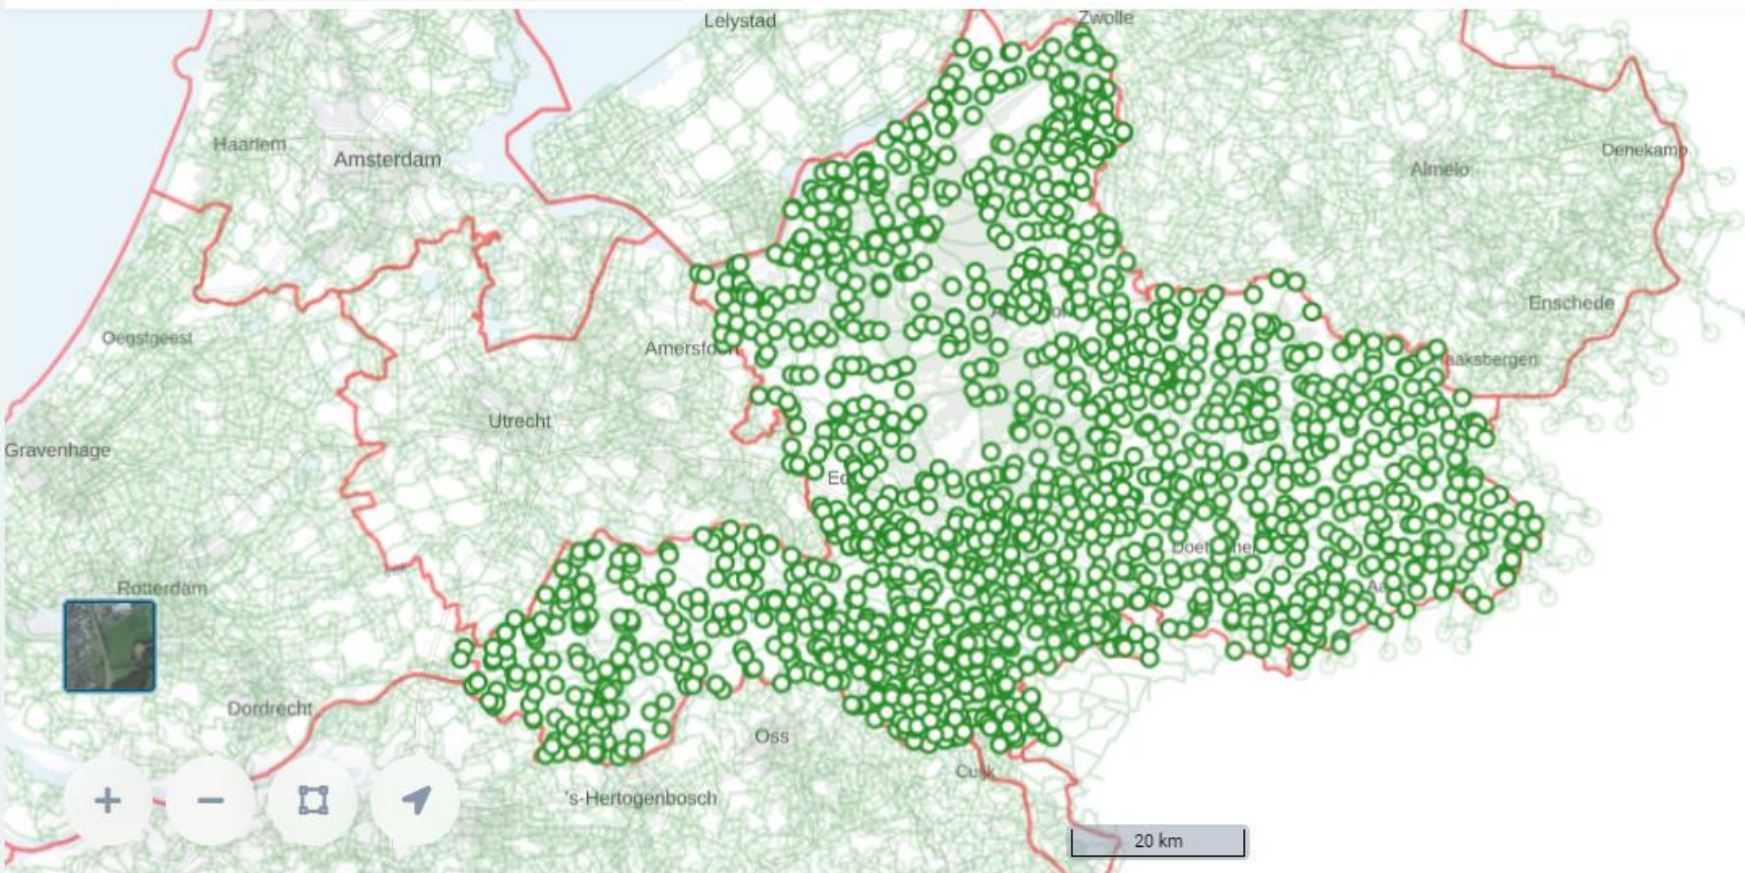 Lelystad
Zwolle
Haarlem
Amsterdam
Almelo
Denekamp
Enschede
Oegstgeest
Amersfoort
Haaksbergen
Utrecht
Gravenhage
Doetinchem
Rotterdam
Dordrecht
Oss
Cuijk
's-Hertogenbosch
20 km